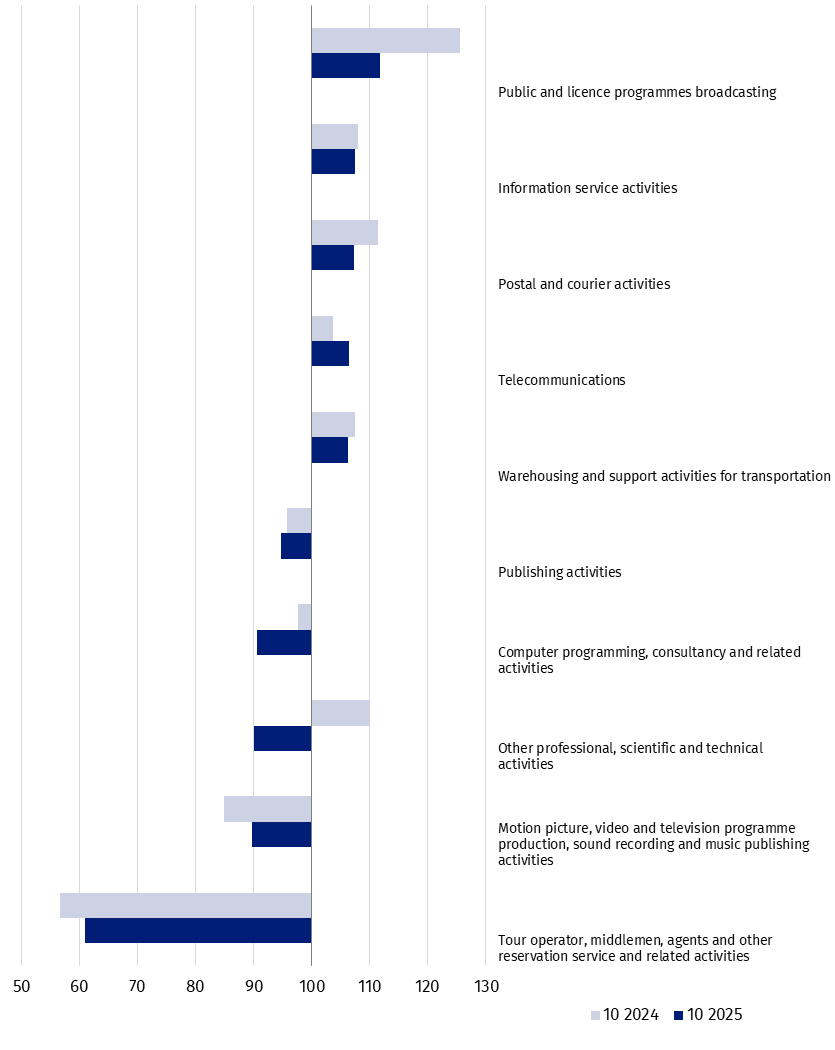 Public and licence programmes broadcasting
Information service activities
Postal and courier activities
Telecommunications
Warehousing and support activities for transportation
Publishing activities
Computer programming, consultancy and related
activities
Other professional, scientific and technical
activities
Motion picture, video and television programme
production, sound recording and music publishing
activities
Tour operator, middlemen, agents and other
reservation service and related activities
50 60 70 80 90 100 110 120 130
10 2024 10 2025